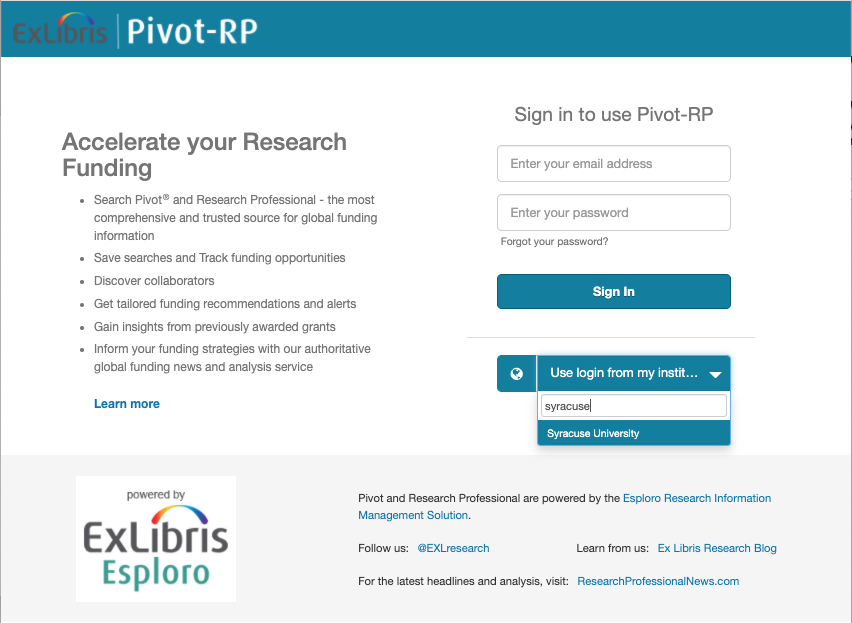 ExLibris | Pivot-RP
Accelerate your Research
Funding
• Search Pivot® and Research Professional - the most
comprehensive and trusted source for global funding
information
• Save searches and Track funding opportunities
• Discover collaborators
• Get tailored funding recommendations and alerts
• Gain insights from previously awarded grants
• Inform your funding strategies with our authoritative
global funding news and analysis service
Learn more
Sign in to use Pivot-RP
Enter your email address
Enter your password
Forgot your password?
Sign In
Use login from my instit...
syracuse
Syracuse University
powered by
ExLibris
Esploro
Pivot and Research Professional are powered by the Esploro Research Information
Management Solution.
Follow us: @EXLresearch
Learn from us: Ex Libris Research Blog
For the latest headlines and analysis, visit: ResearchProfessionalNews.com